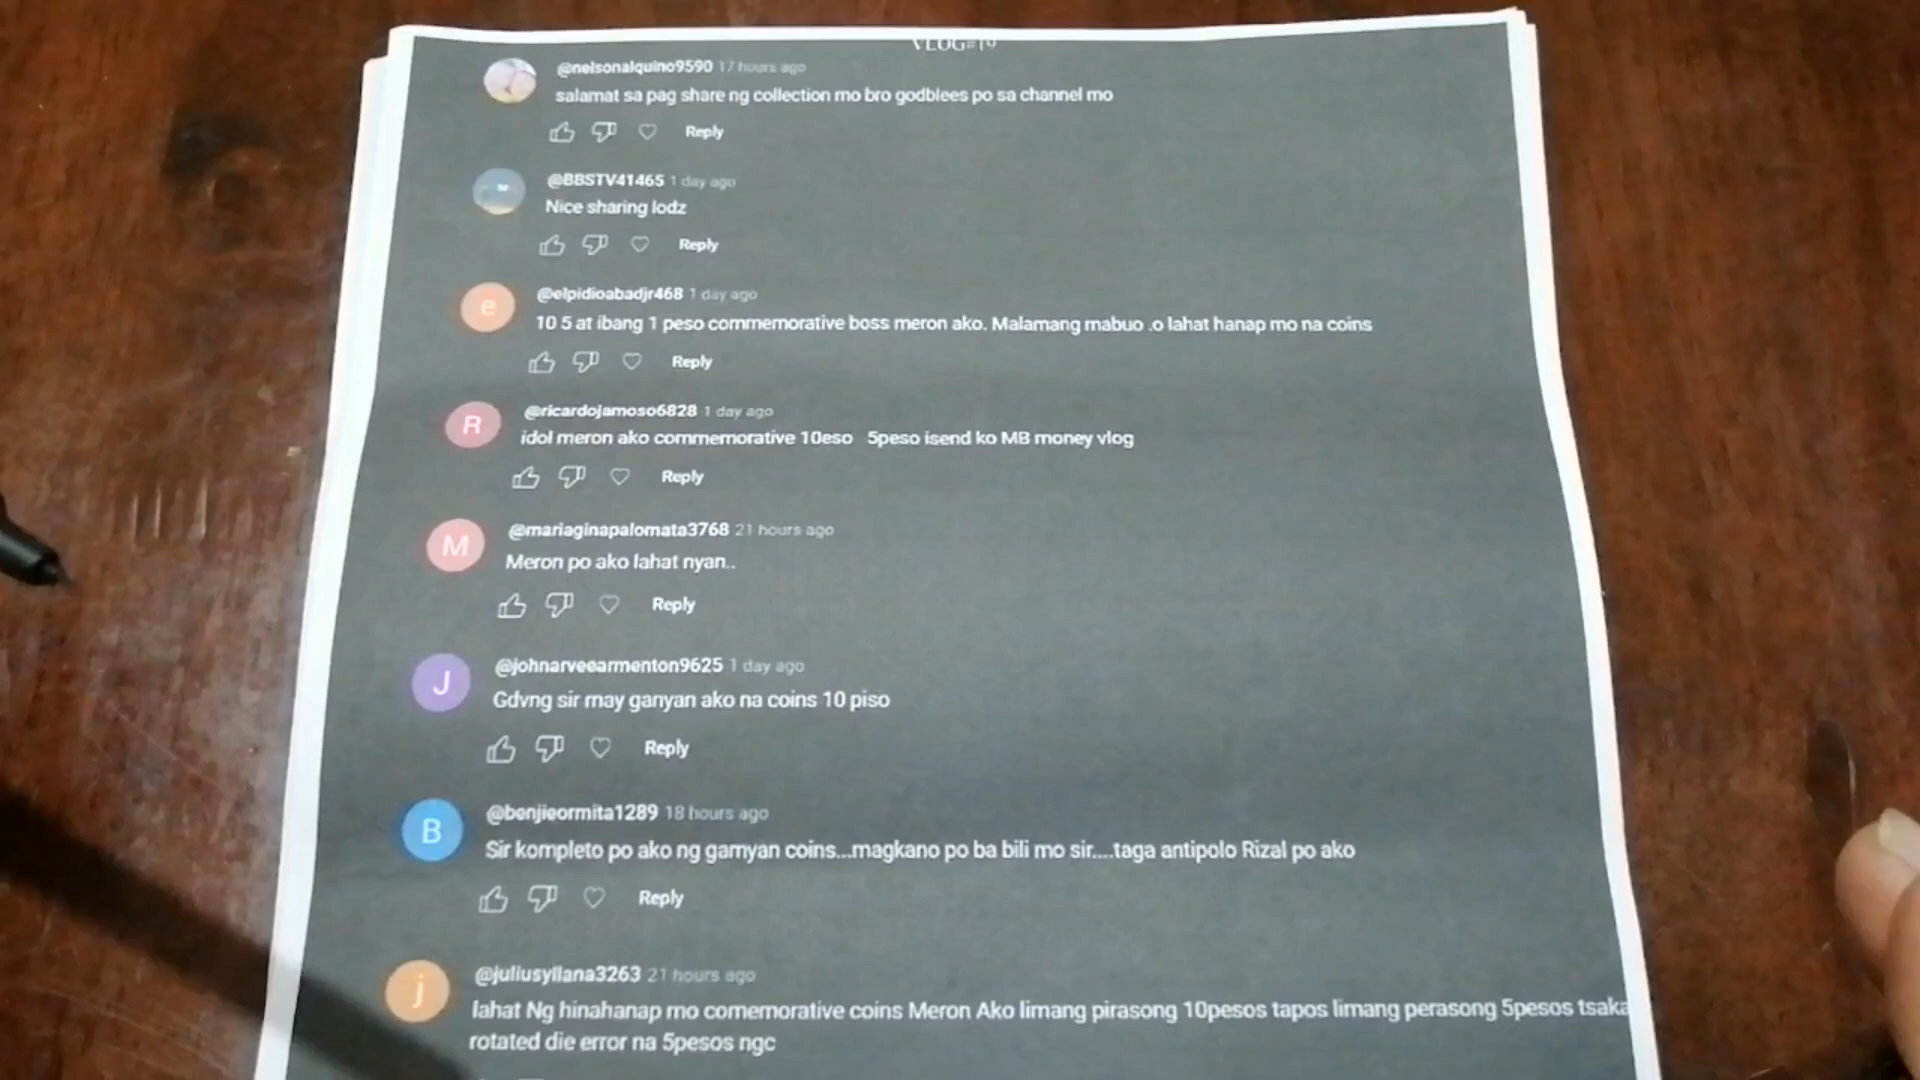 VLOG#19
@nelsonalquino9590 17 hours ago
salamat sa pag share ng collection mo bro godblees po sa channel mo
Reply
@BBSTV41465 1 day ago
Nice sharing lodz
Reply
e
@elpidioabadjr468 1 day ago
10 5 at ibang 1 peso commemorative boss meron ako. Malamang mabuo .o lahat hanap mo na coins
Reply
R
@ricardojamoso6828 1 day ago
idol meron ako commemorative 10eso 5peso isend ko MB money vlog
Reply
M
@mariaginapalomata3768 21 hours ago
Meron po ako lahat nyan..
Reply
J
@johnarveearmenton9625 1 day ago
Gdvng sir may ganyan ako na coins 10 piso
Reply
B
@benjieormita1289 18 hours ago
Sir kompleto po ako ng garnyan coins...magkano po ba bili mo sir....taga antipolo Rizal po ako
Reply
j
@juliusyllana3263 21 hours ago
lahat Ng hinahanap mo comemorative coins Meron Ako limang pirasong 10pesos tapos limang perasong 5pesos tsaka
rotated die error na 5pesos ngc